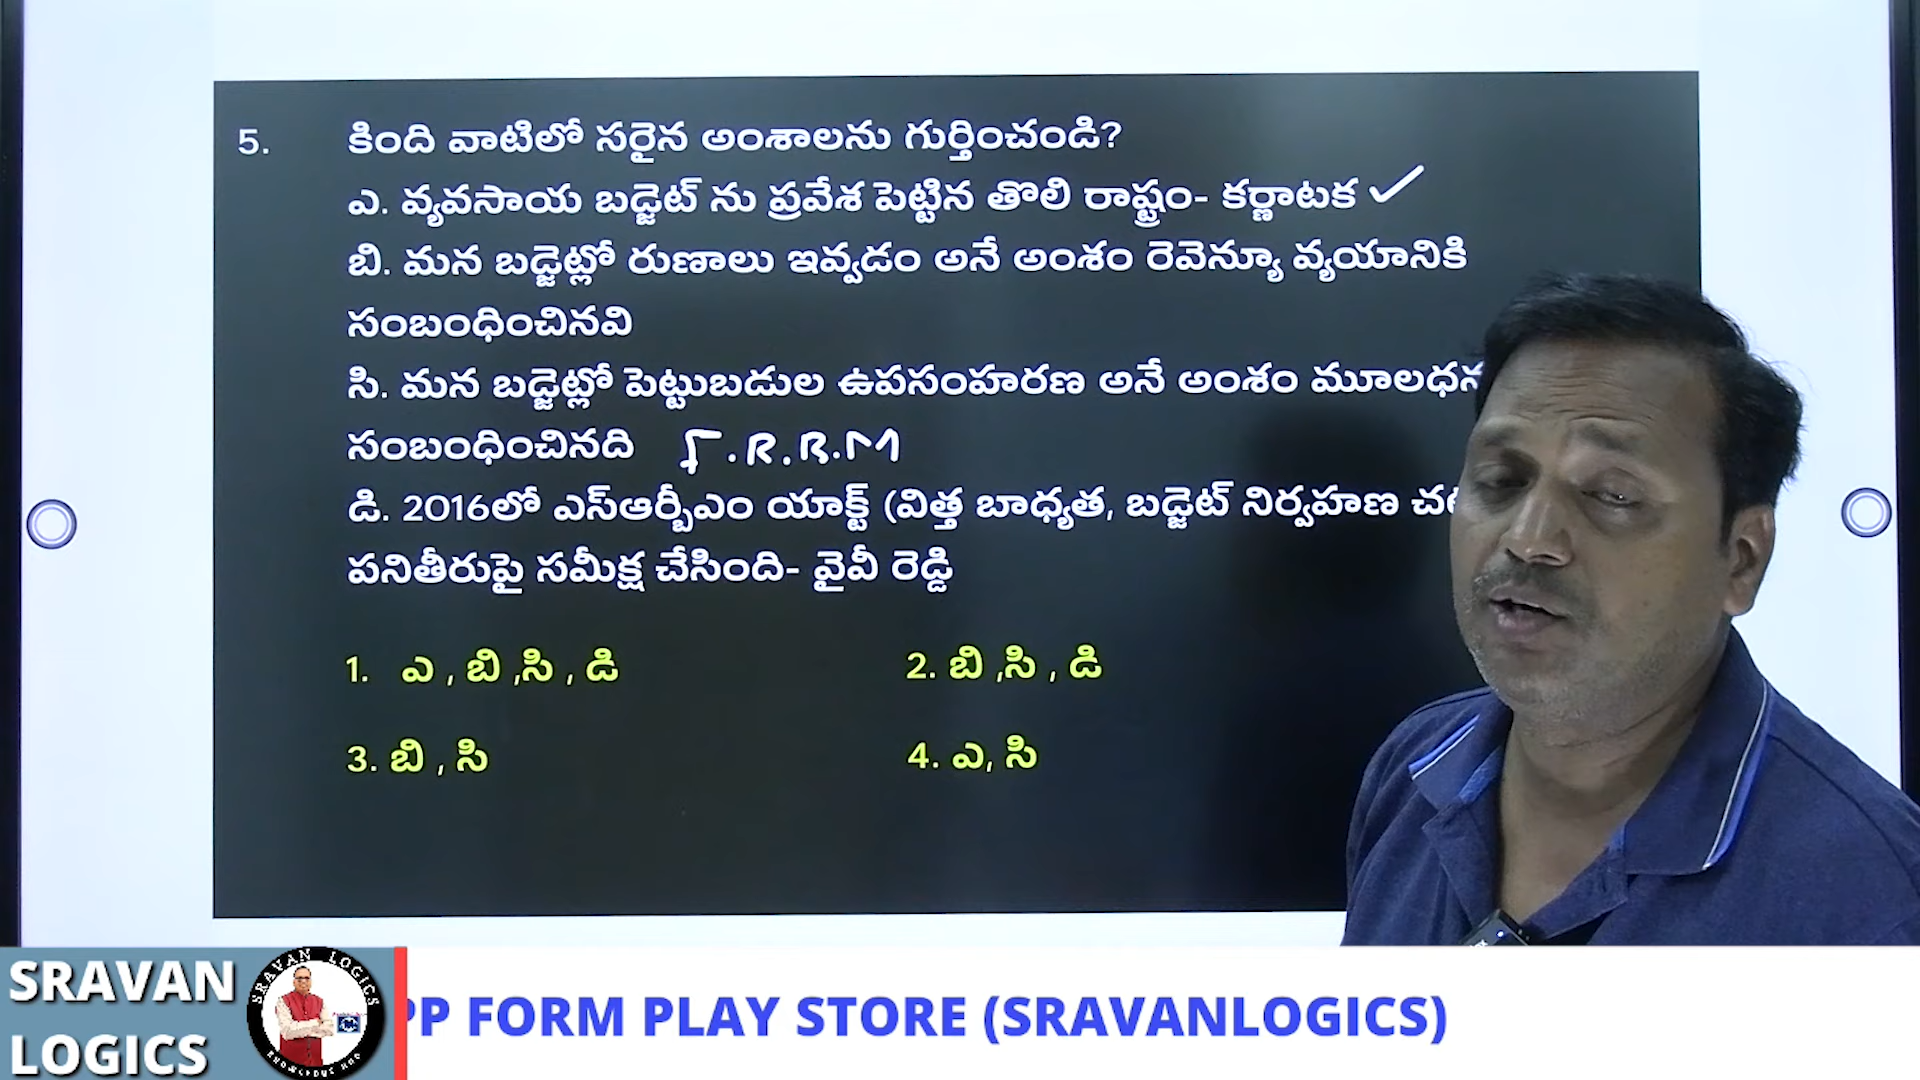 5. కింది వాటిలో సరైన అంశాలను గుర్తించండి?
ఎ. వ్యవసాయ బడ్జెట్ ను ప్రవేశ పెట్టిన తొలి రాష్ట్రం- కర్ణాటక ✓
బి. మన బడ్జెట్లో రుణాలు ఇవ్వడం అనే అంశం రెవెన్యూ వ్యయానికి
సంబంధించినవి
సి. మన బడ్జెట్లో పెట్టుబడుల ఉపసంహరణ అనే అంశం
సంబంధించినది F.R.B.M
డి. 2016లో ఎస్ఆర్బీఎం యాక్ట్ (విత్త బాధ్యత, బడ్జెట్ నిర్వహణ
పనితీరుపై సమీక్ష చేసింది- వైవీ రెడ్డి
1. ఎ , బి ,సి , డి 2. బి ,సి , డి
3. బి , సి 4. ఎ, సి
SRAVAN
LOGICS
SRAVAN LOGICS
FORM PLAY STORE (SRAVANLOGICS)